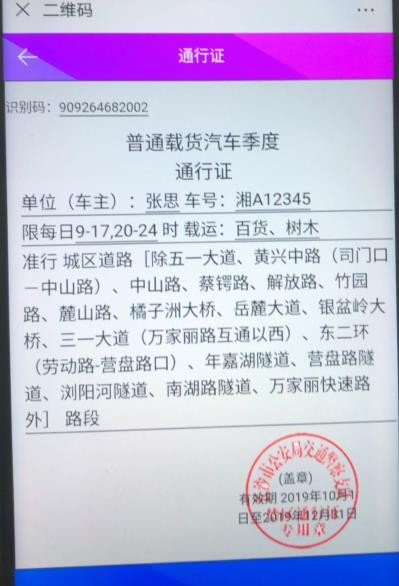 二维码
通行证
识别码：909264682002
普通载货汽车季度
通行证
单位（车主）：张思 车号：湘A12345
限每日9-17,20-24 时 载运：百货、树木
准行 城区道路［除五一大道、黄兴中路（司门口
－中山路）、中山路、蔡锷路、解放路、竹园
路、麓山路、橘子洲大桥、岳麓大道、银盆岭大
桥、三一大道（万家丽路互通以西）、东二环
（劳动路-营盘路口）、年嘉湖隧道、营盘路隧
道、浏阳河隧道、南湖路隧道、万家丽快速路
外］ 路段
沙市公安局交通警察支
(盖章)
有效期 2019年10月1
日至2019年12月31日
专用章